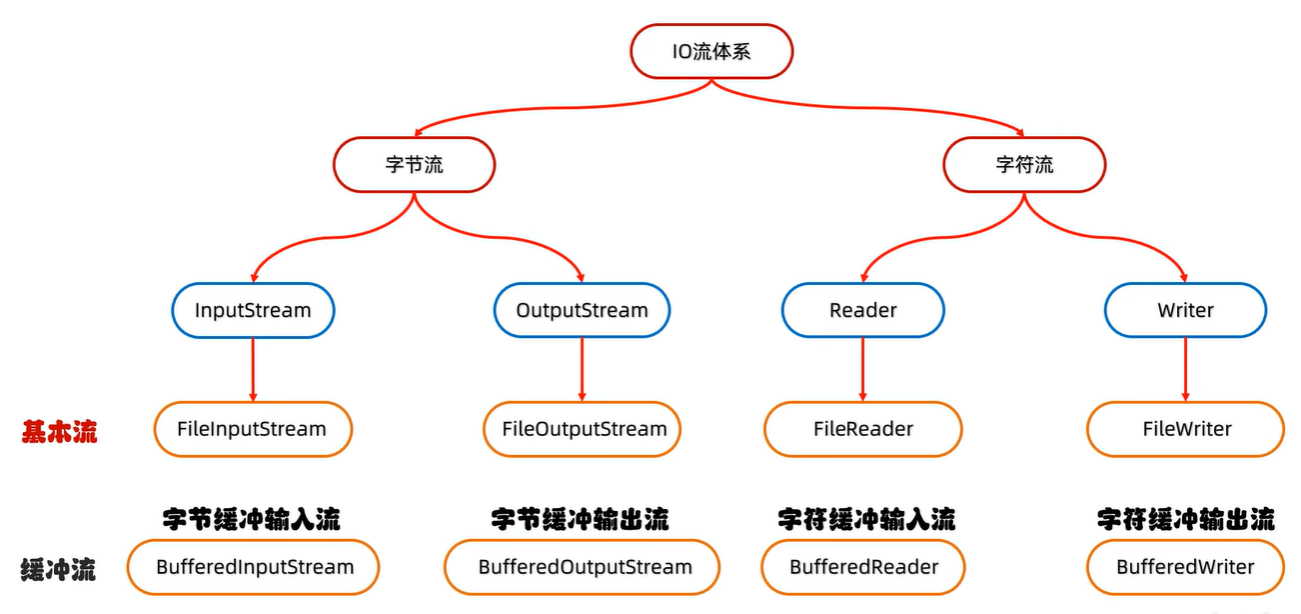 IO流体系
字节流
字符流
InputStream
OutputStream
Reader
Writer
基本流
FileInputStream
FileOutputStream
FileReader
FileWriter
字节缓冲输入流
字节缓冲输出流
字符缓冲输入流
字符缓冲输出流
缓冲流
BufferedInputStream
BufferedOutputStream
BufferedReader
BufferedWriter